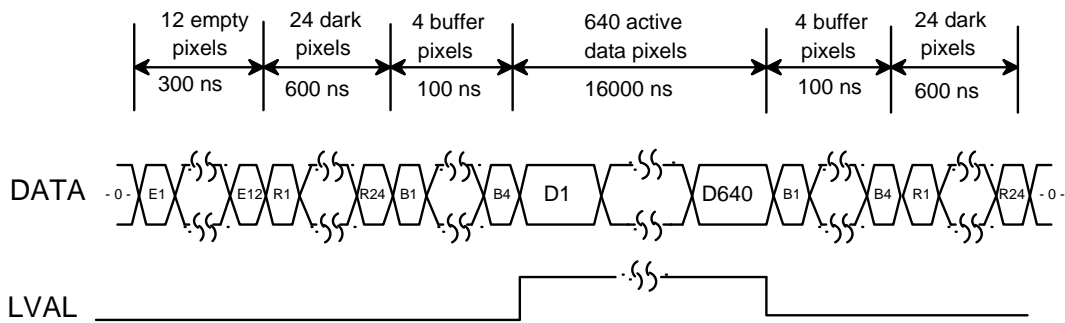 12 empty pixels
24 dark pixels
4 buffer pixels
640 active data pixels
4 buffer pixels
24 dark pixels
300 ns
600 ns
100 ns
16000 ns
100 ns
600 ns
DATA - 0 - E1 E12 R1 R24 B1 B4 D1 D640 B1 B4 R1 R24 - 0 -
LVAL